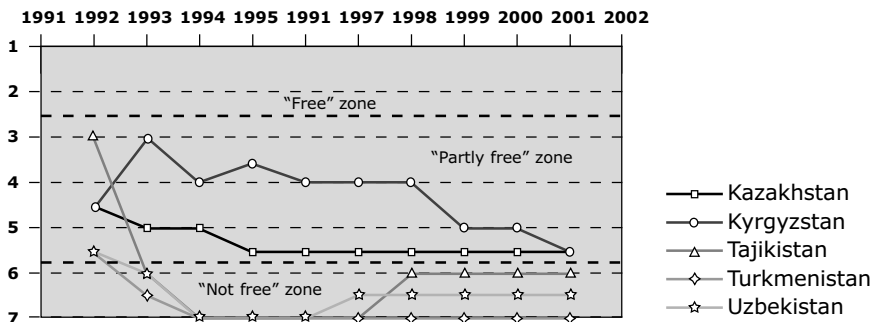 1991 1992 1993 1994 1995 1991 1997 1998 1999 2000 2001 2002
1
2
"Free" zone
3
"Partly free" zone
4
5
6
"Not free" zone
7
Kazakhstan
Kyrgyzstan
Tajikistan
Turkmenistan
Uzbekistan